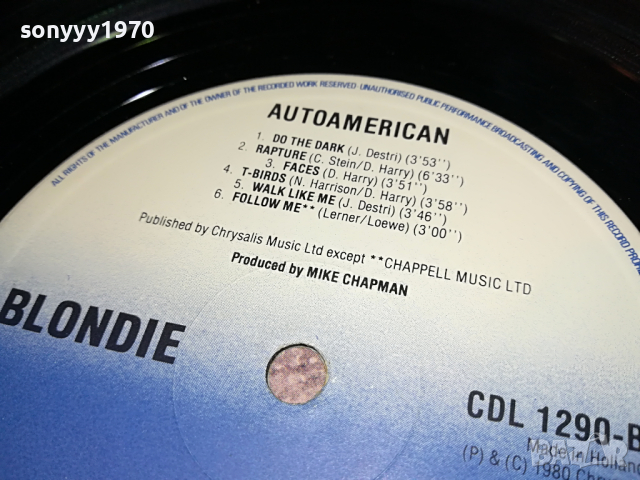 sonyyy1970
ALL RIGHTS OF THE MANUFACTURER AND OF THE OWNER OF THE RECORDED WORK RESERVED UNAUTHORISED PUBLIC PERFORMANCE BROADCASTING AND COPYING OF THIS RECORD
AUTOAMERICAN
1. DO THE DARK (J. Destri) (3'53'')
2. RAPTURE (C. Stein/D. Harry) (6'33'')
3. FACES (D. Harry) (3'51'')
4. T-BIRDS (N. Harrison/D. Harry) (3'58'')
5. WALK LIKE ME (J. Destri) (3'46'')
6. FOLLOW ME** (Lerner/Loewe) (3'00'')
Published by Chrysalis Music Ltd except **CHAPPELL MUSIC LTD
Produced by MIKE CHAPMAN
BLONDIE
CDL 1290-B
Made in Holland
(P) & (C) 1980